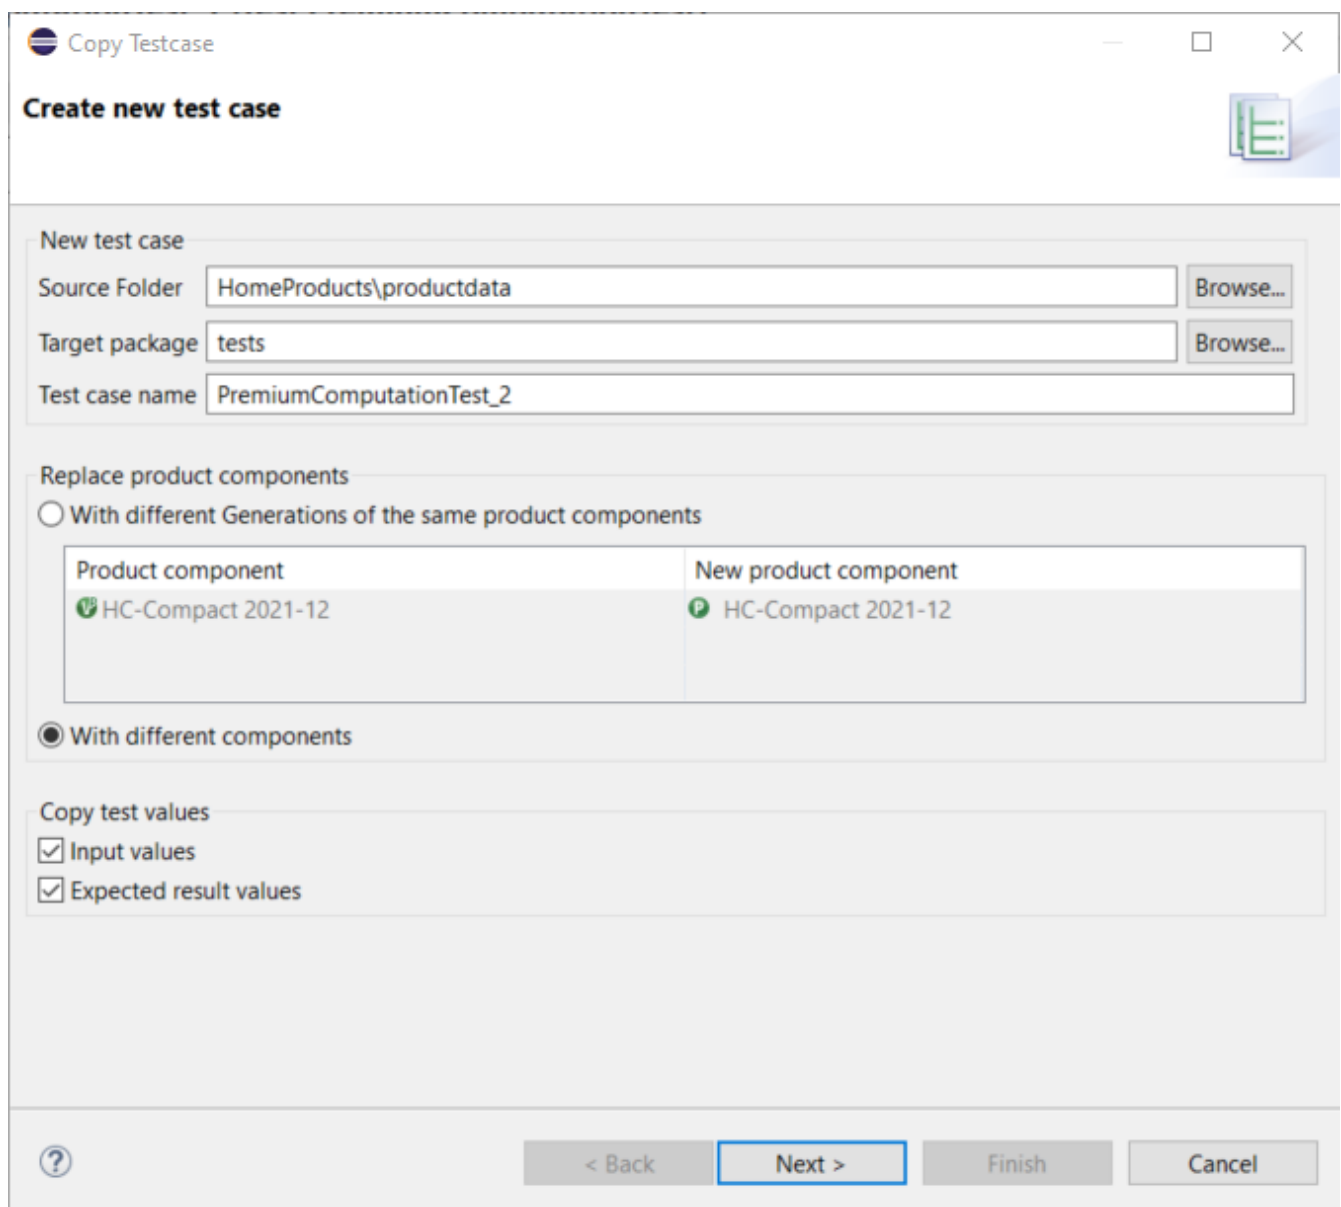 Copy Testcase
Create new test case
New test case
Source Folder HomeProducts\productdata Browse...
Target package tests Browse...
Test case name PremiumComputationTest_2
Replace product components
With different Generations of the same product components
Product component New product component
HC-Compact 2021-12 P HC-Compact 2021-12
With different components
Copy test values
Input values
Expected result values
? < Back Next > Finish Cancel